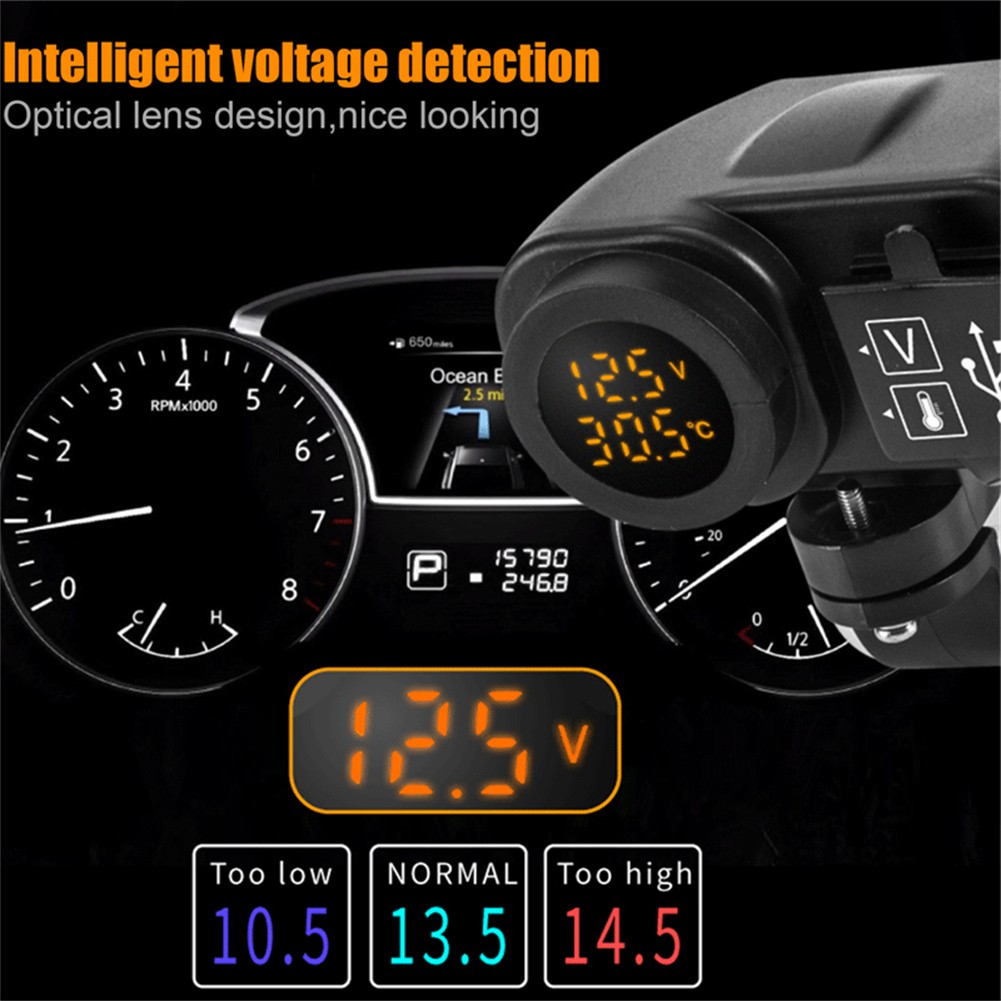 Intelligent voltage detection
Optical lens design,nice looking
650 miles
Ocean
2.5 mi
12.5 V
30.5 °C
V
0 1 2 3 4 5 6 7 8
RPMx1000
C H
P
15790
246.8
20
0
0 1/2
12.5 V
Too low
10.5
NORMAL
13.5
Too high
14.5